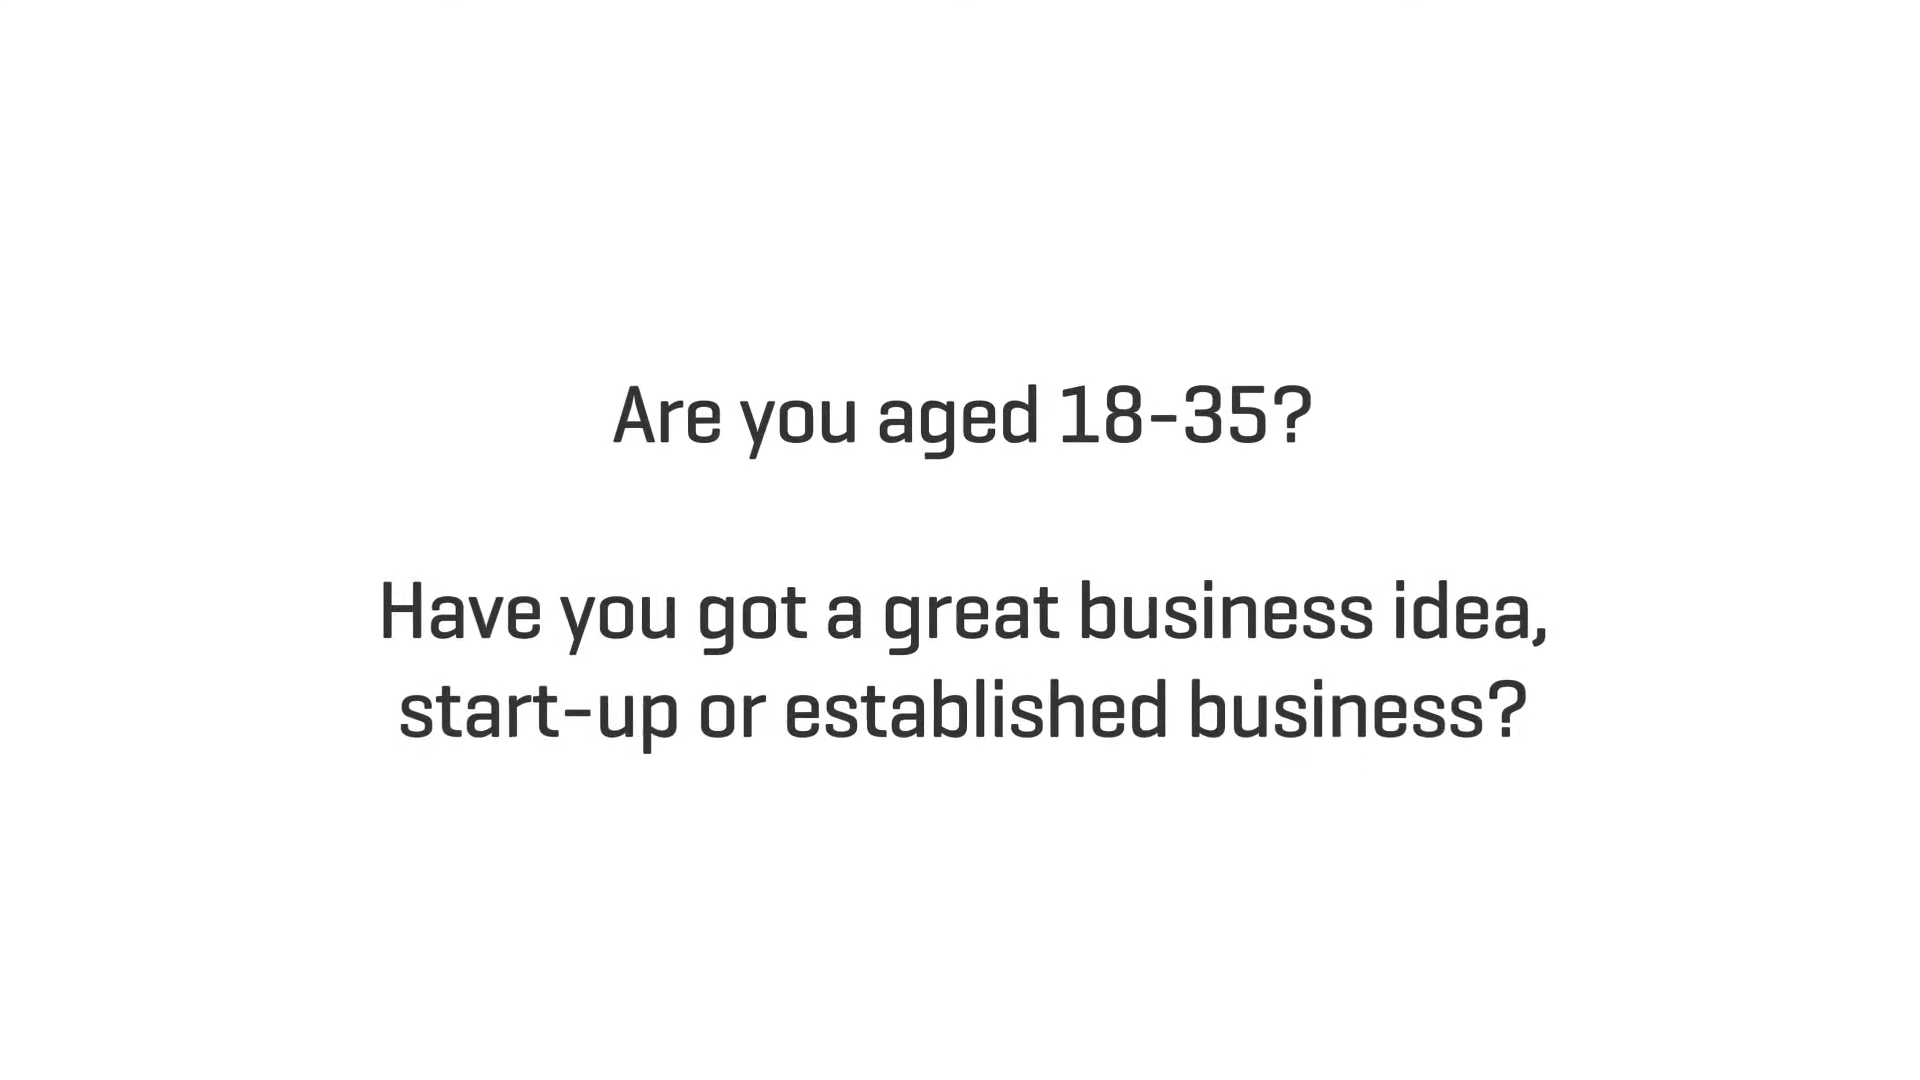 Are you aged 18-35?
Have you got a great business idea,
start-up or established business?